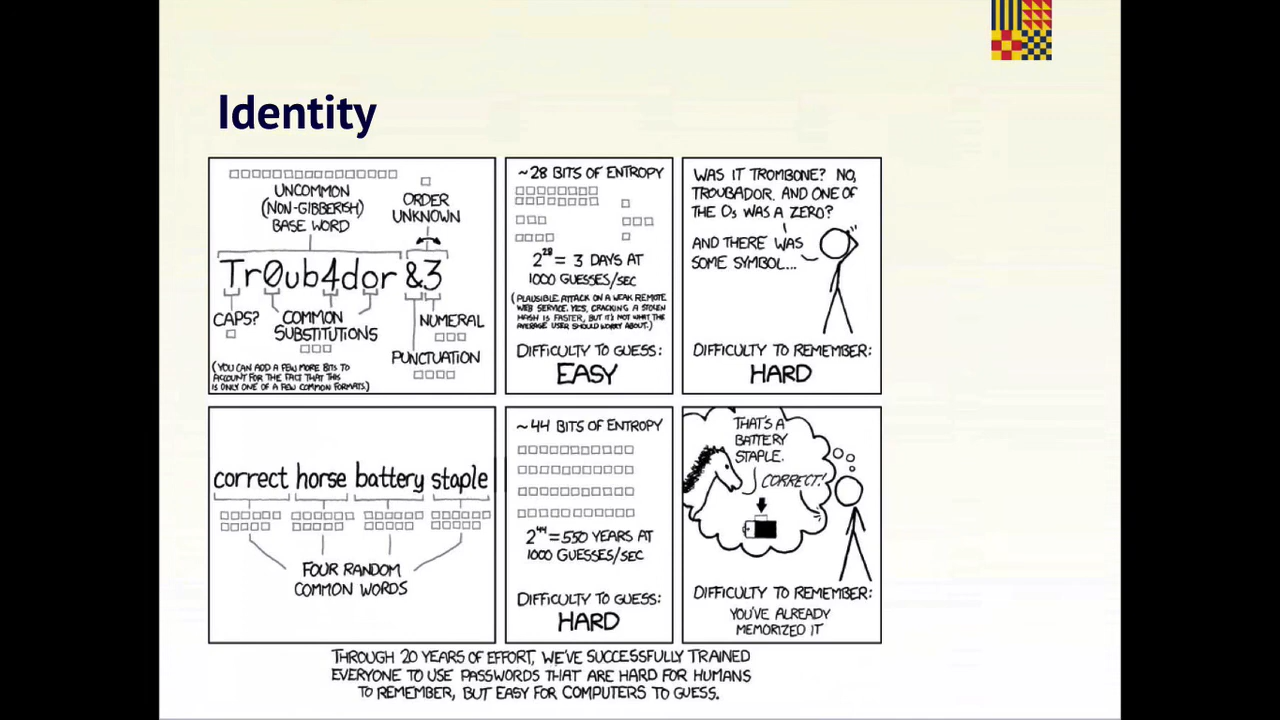 Identity
UNCOMMON
(NON-GIBBERISH)
BASE WORD
ORDER
UNKNOWN
Tr0ub4dor &3
CAPS?
COMMON
SUBSTITUTIONS
NUMERAL
PUNCTUATION
(YOU CAN ADD A FEW MORE BITS TO
ACCOUNT FOR THE FACT THAT THIS
IS ONLY ONE OF A FEW COMMON FORMATS.)
~28 BITS OF ENTROPY
2²⁸ = 3 DAYS AT
1000 GUESSES/SEC
(PLAUSIBLE ATTACK ON A WEAK REMOTE
WEB SERVICE. YES, CRACKING A STOLEN
HASH IS FASTER, BUT IT'S NOT WHAT THE
AVERAGE USER SHOULD WORRY ABOUT.)
DIFFICULTY TO GUESS:
EASY
WAS IT TROMBONE? NO,
TROUBADOR. AND ONE OF
THE Os WAS A ZERO?
AND THERE WAS
SOME SYMBOL...
DIFFICULTY TO REMEMBER:
HARD
correct horse battery staple
FOUR RANDOM
COMMON WORDS
~44 BITS OF ENTROPY
2⁴⁴ = 550 YEARS AT
1000 GUESSES/SEC
DIFFICULTY TO GUESS:
HARD
THAT'S A
BATTERY
STAPLE.
CORRECT!
DIFFICULTY TO REMEMBER:
YOU'VE ALREADY
MEMORIZED IT
THROUGH 20 YEARS OF EFFORT, WE'VE SUCCESSFULLY TRAINED
EVERYONE TO USE PASSWORDS THAT ARE HARD FOR HUMANS
TO REMEMBER, BUT EASY FOR COMPUTERS TO GUESS.